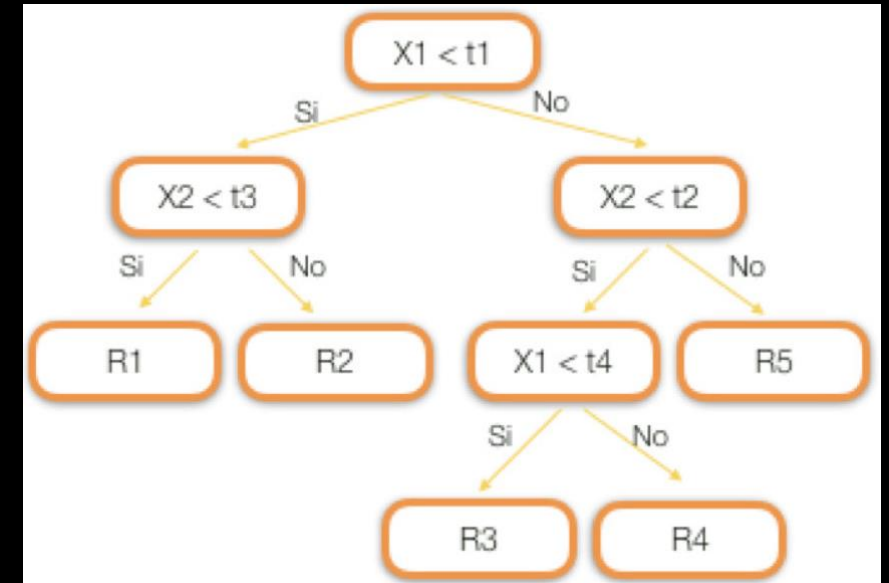 X1 < t1
Si
No
X2 < t3
X2 < t2
Si
No
Si
No
R1
R2
X1 < t4
R5
Si
No
R3
R4